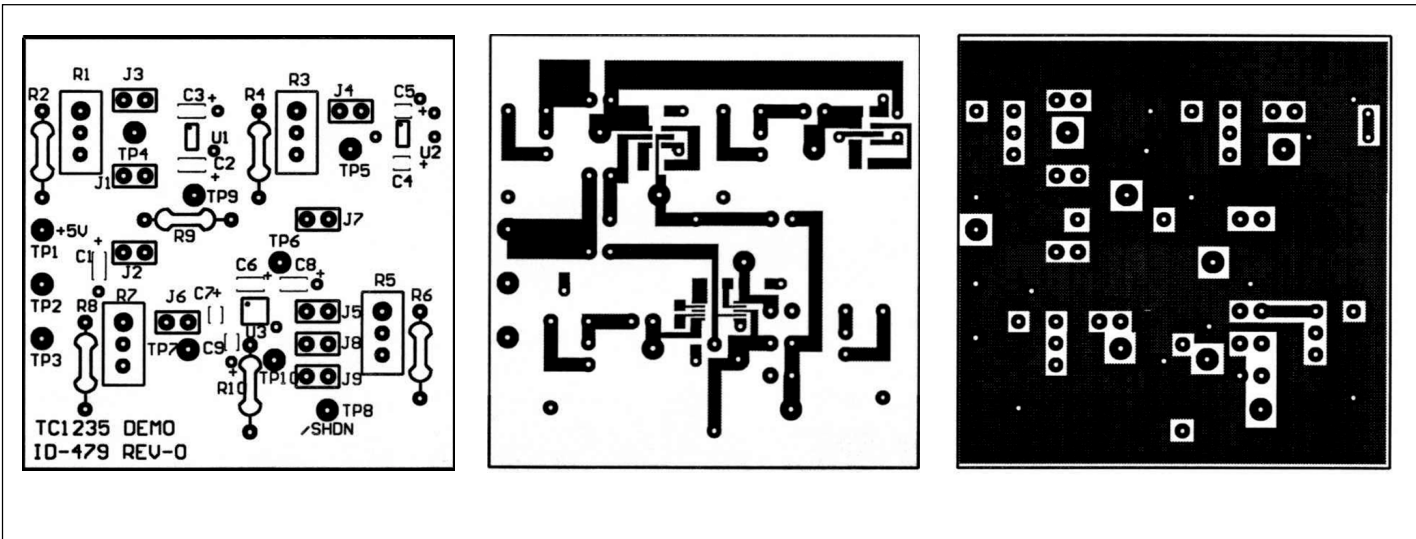 R1 J3 R3 J4
R2 C3 + R4 C5
+
U1 U2
TP4 C2 TP5
+ C4 +
J1
TP9
+5V J7
TP1 R9 TP6
C1 + J2
C6 + C8 +
TP2 R7 R5
R8 J6 C7 + J5 R6
U3
TP3 TP7 C9 J8
+ TP10
R10 J9
TP8
TC1235 DEMO /SHDN
ID-479 REV-0